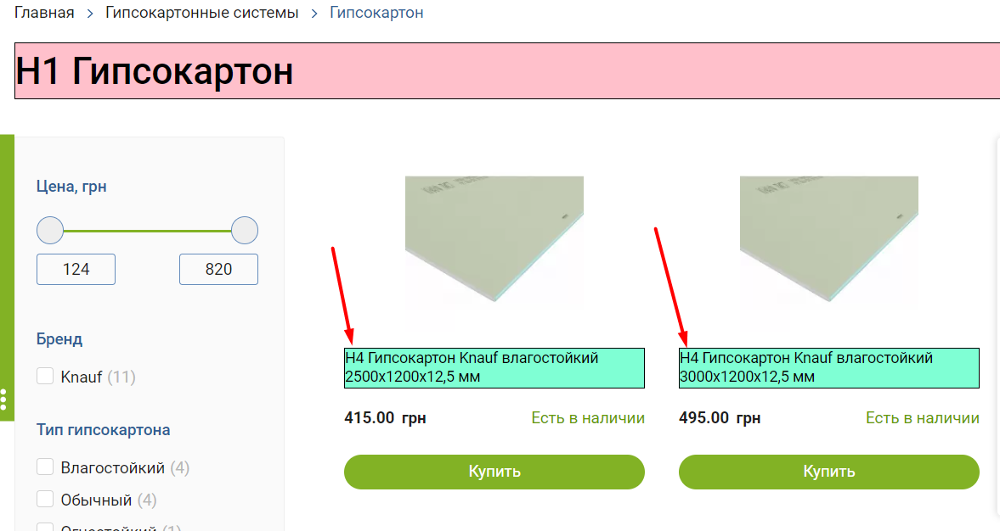 Главная > Гипсокартонные системы > Гипсокартон
H1 Гипсокартон
Цена, грн
124 820
Бренд
Knauf (11)
Тип гипсокартона
Влагостойкий (4)
Обычный (4)
Огнестойкий (1)
H4 Гипсокартон Knauf влагостойкий
2500х1200х12,5 мм
415.00 грн Есть в наличии
Купить
H4 Гипсокартон Knauf влагостойкий
3000х1200х12,5 мм
495.00 грн Есть в наличии
Купить